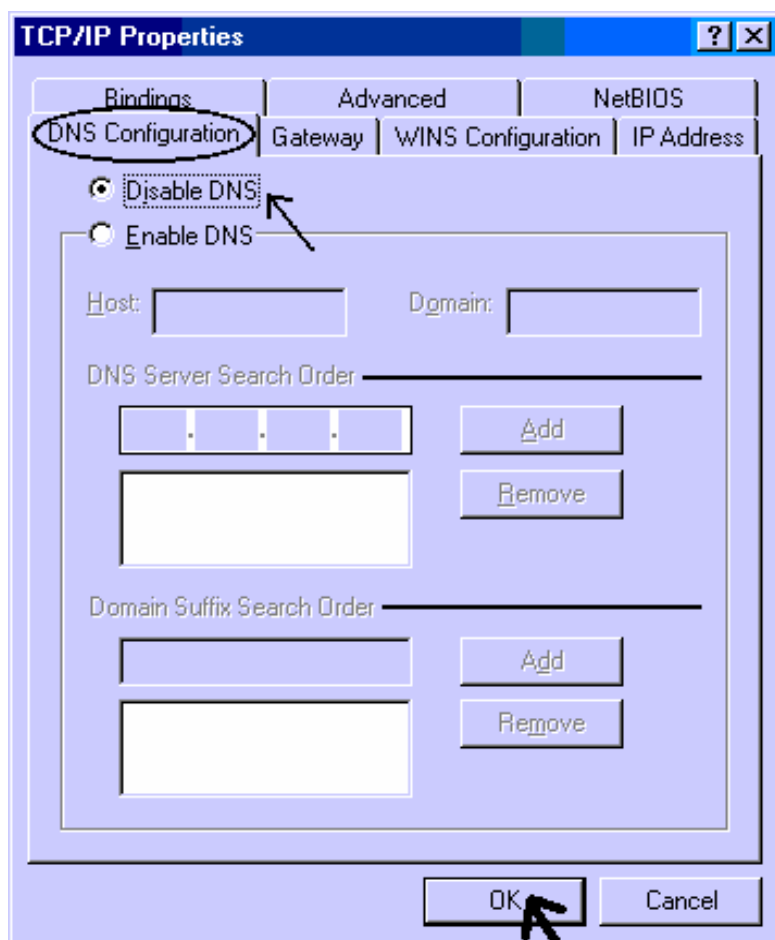 TCP/IP Properties
Bindings Advanced NetBIOS
DNS Configuration Gateway WINS Configuration IP Address
Disable DNS
Enable DNS
Host: Domain:
DNS Server Search Order
. . . Add
Remove
Domain Suffix Search Order
Add
Remove
OK Cancel